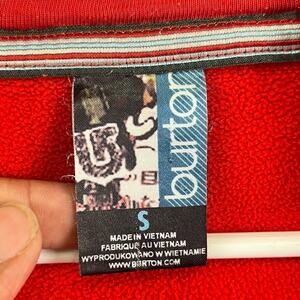 burton
S
MADE IN VIETNAM
FABRIQUÉ AU VIETNAM
WYPRODUKOWANO W WIETNAMIE
WWW.BURTON.COM